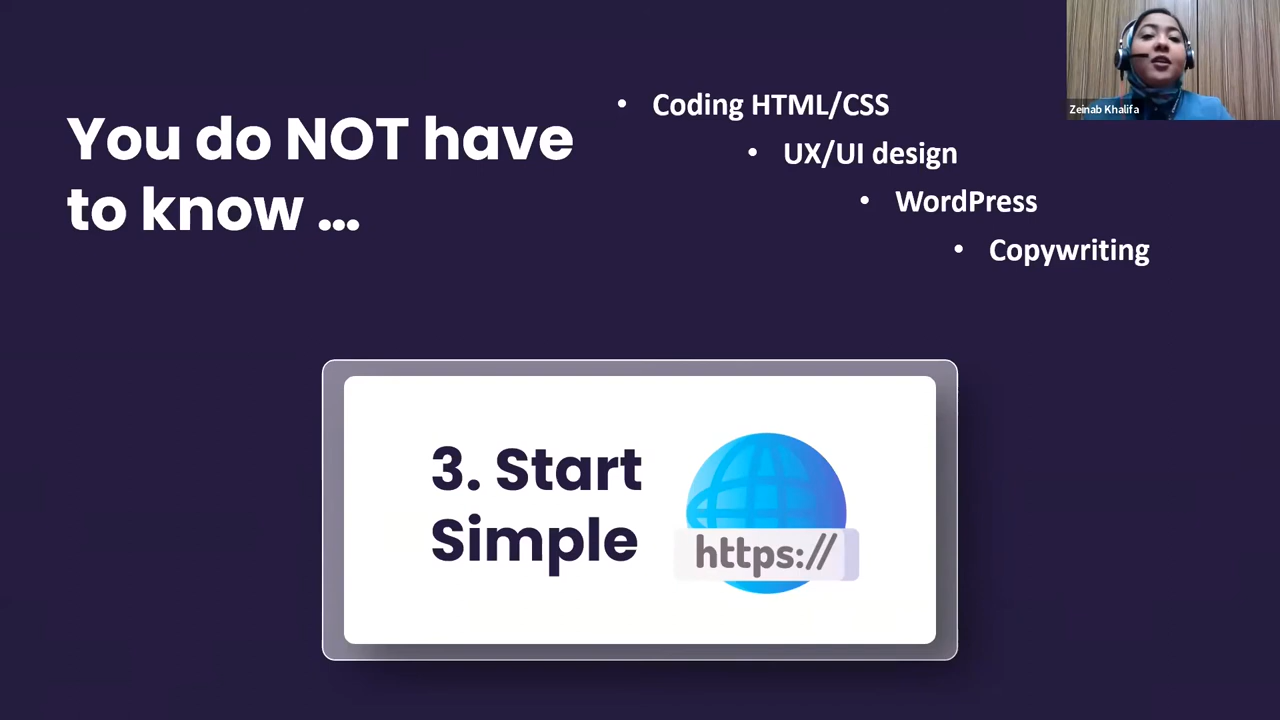 You do NOT have
to know ...
• Coding HTML/CSS
• UX/UI design
• WordPress
• Copywriting
Zeinab Khalifa
3. Start
Simple
https://